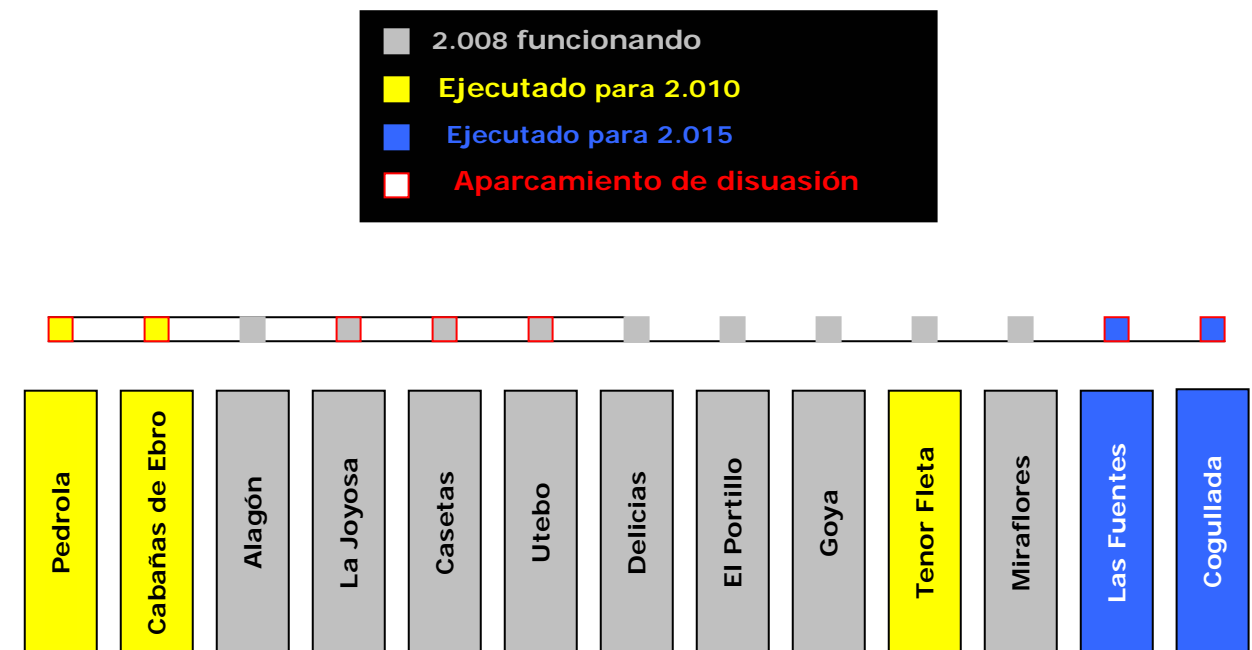 2.008 funcionando
Ejecutado para 2.010
Ejecutado para 2.015
Aparcamiento de disuasión
Pedrola
Cabañas de Ebro
Alagón
La Joyosa
Casetas
Utebo
Delicias
El Portillo
Goya
Tenor Fleta
Miraflores
Las Fuentes
Cogullada